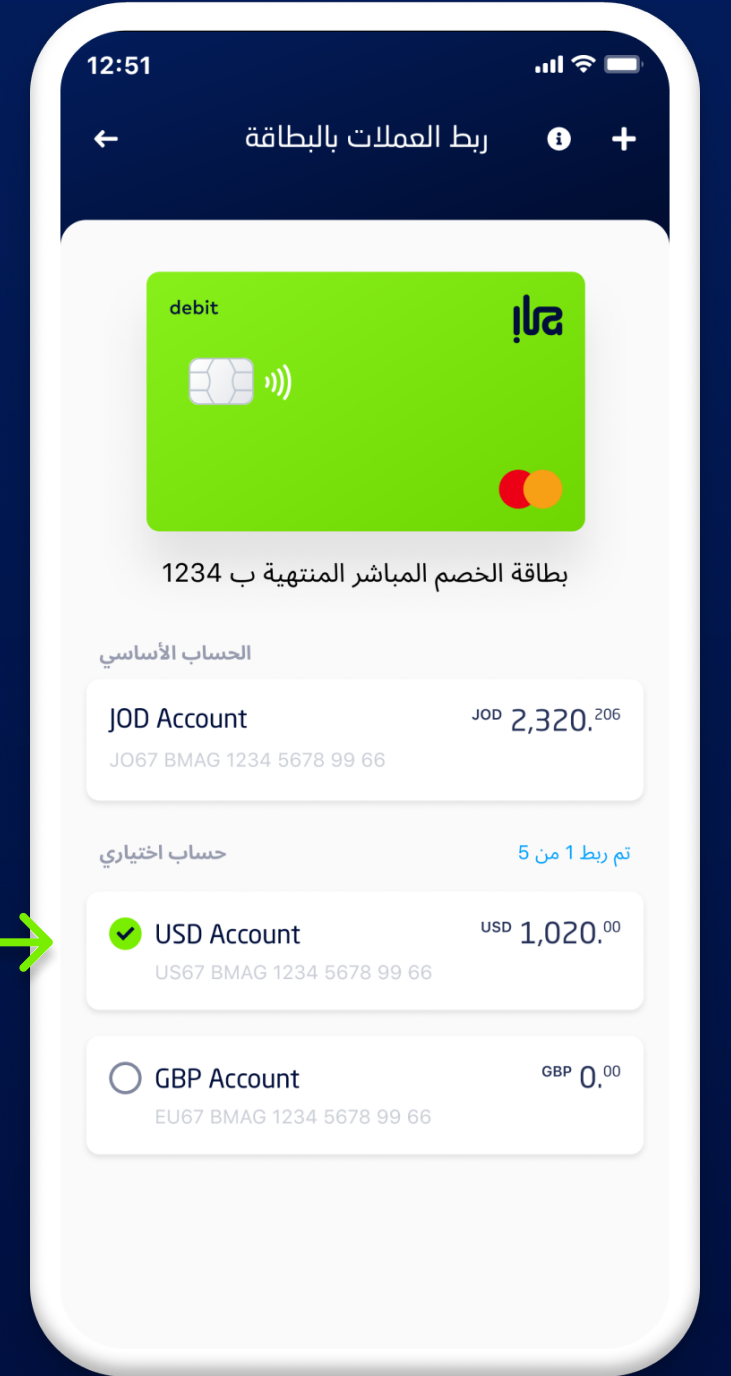 12:51
ربط العملات بالبطاقة
debit
ila
بطاقة الخصم المباشر المنتهية ب 1234
الحساب الأساسي
JOD Account JOD 2,320.206
JO67 BMAG 1234 5678 99 66
حساب اختياري تم ربط 1 من 5
USD Account USD 1,020.00
US67 BMAG 1234 5678 99 66
GBP Account GBP 0.00
EU67 BMAG 1234 5678 99 66